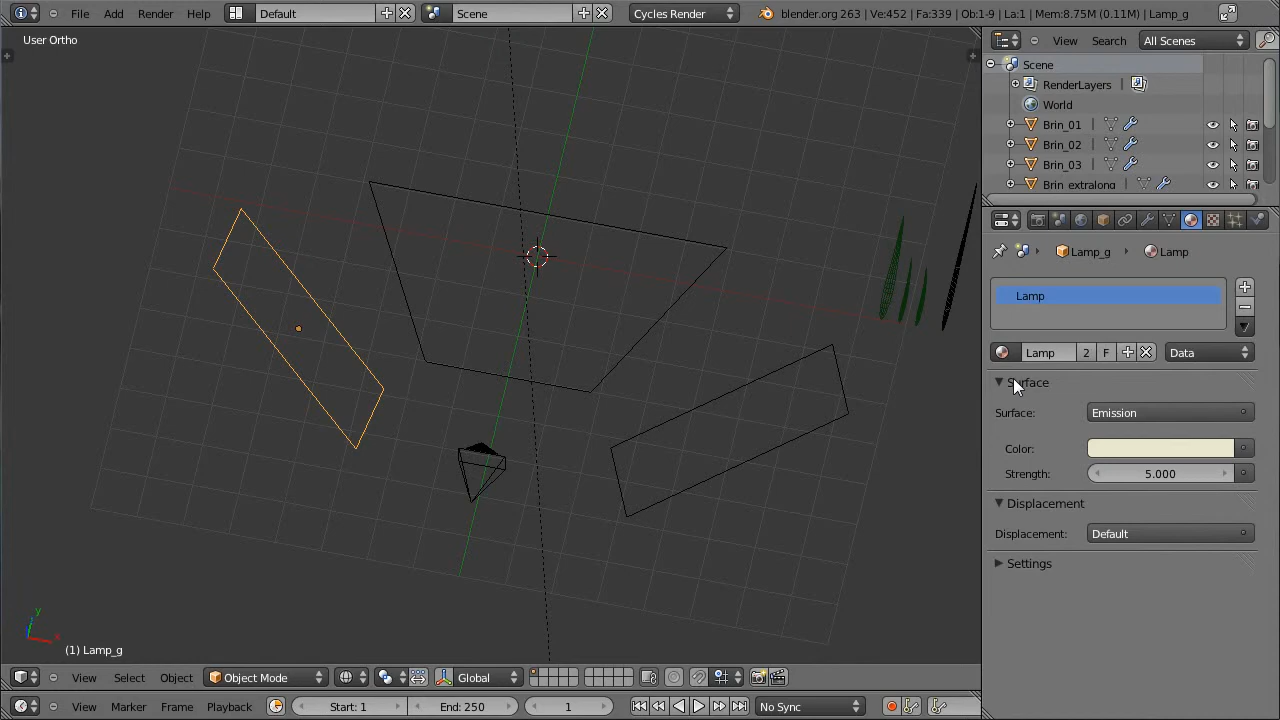 File Add Render Help Default Scene Cycles Render blender.org 263 | Ve:452 | Fa:339 | Ob:1-9 | La:1 | Mem:8.75M (0.11M) | Lamp_g
User Ortho
View Search All Scenes
Scene
RenderLayers
World
Brin_01
Brin_02
Brin_03
Brin_extralong
Lamp_g Lamp
Lamp
Lamp 2 F Data
Surface
Surface: Emission
Color:
Strength: 5.000
Displacement
Displacement: Default
Settings
y
x
(1) Lamp_g
View Select Object Object Mode Global
View Marker Frame Playback Start: 1 End: 250 1 No Sync